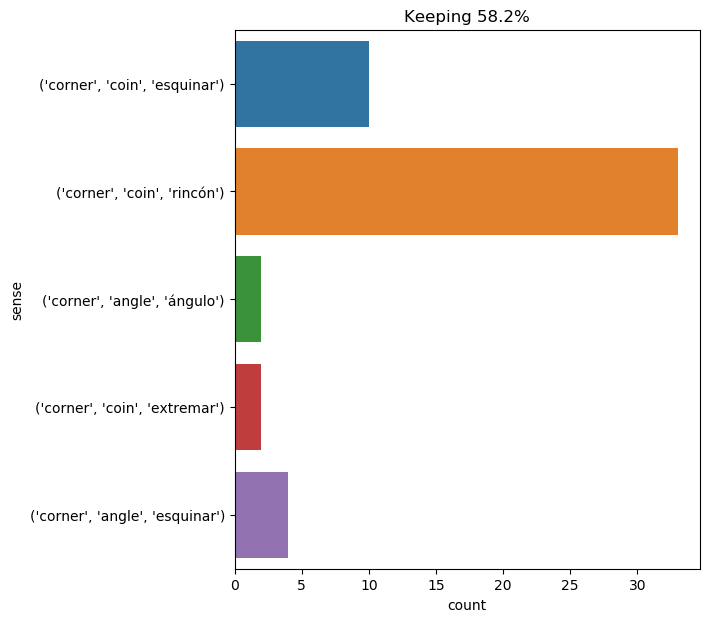 Keeping 58.2%
('corner', 'coin', 'esquinar')
('corner', 'coin', 'rincón')
('corner', 'angle', 'ángulo')
('corner', 'coin', 'extremar')
('corner', 'angle', 'esquinar')
sense
0 5 10 15 20 25 30
count